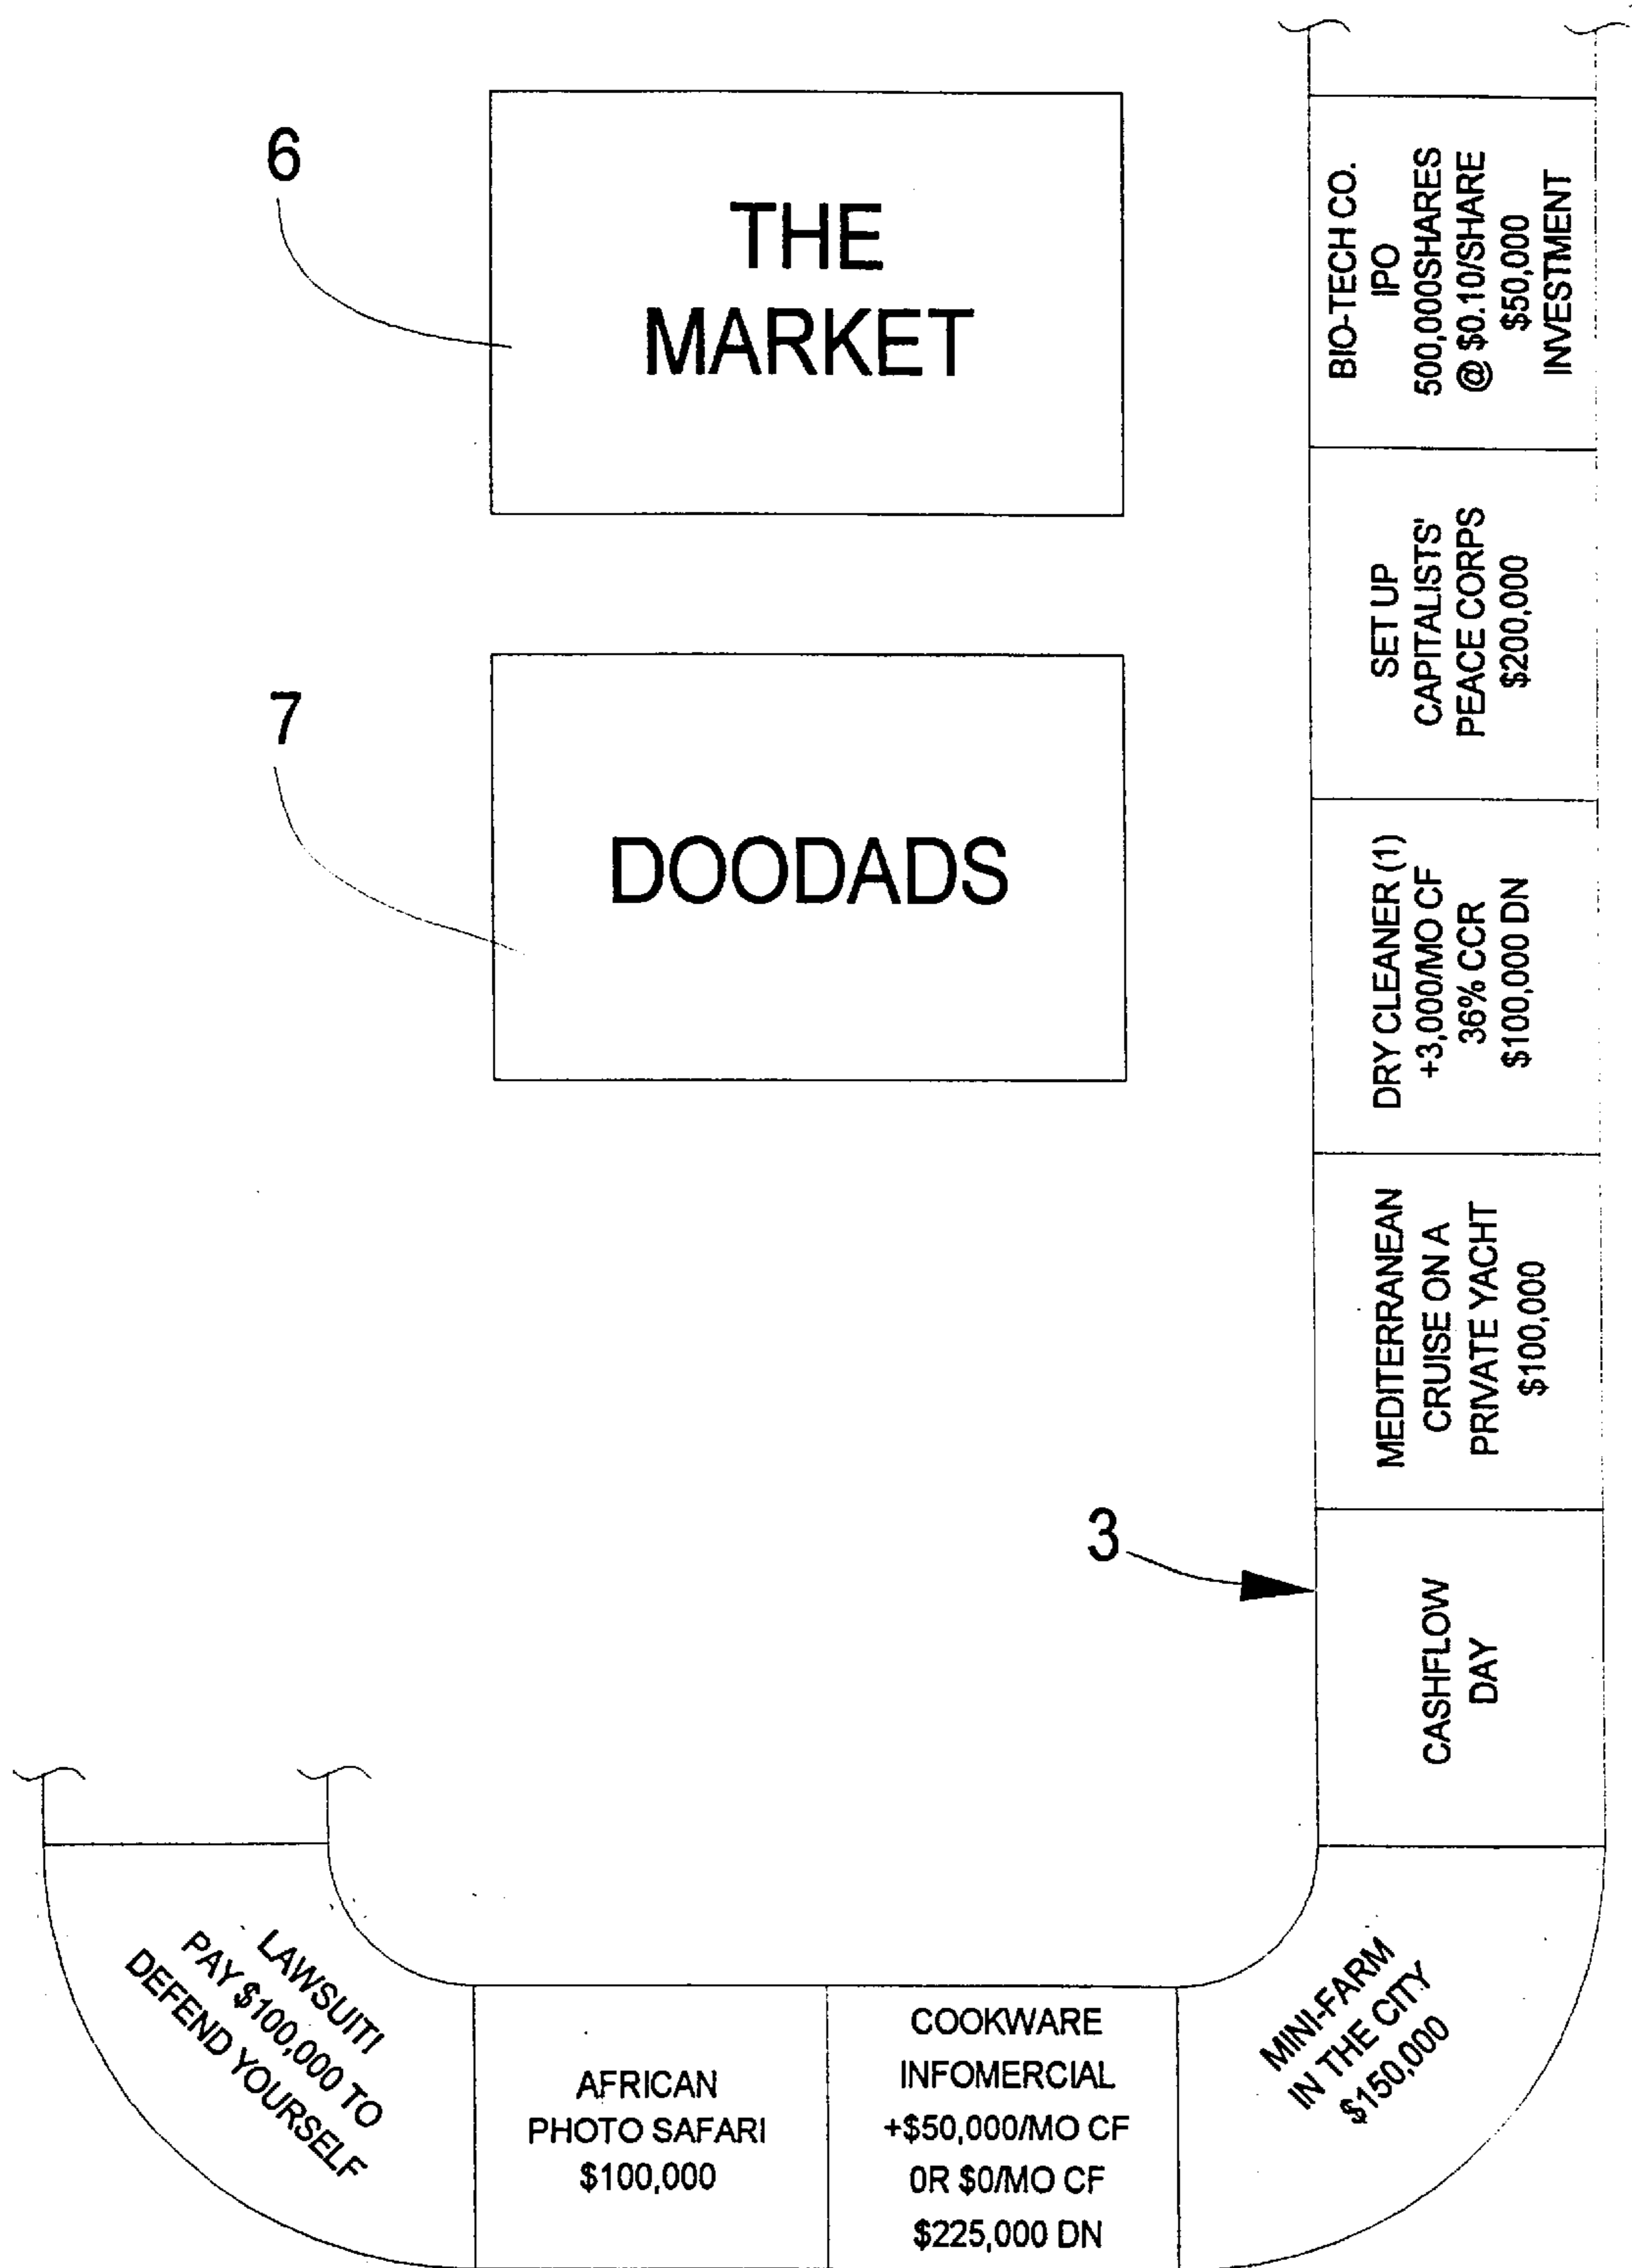 6
THE
MARKET
7
DOODADS
BIO-TECH CO.
IPO
500,000SHARES
@ $0.10/SHARE
$50,000
INVESTMENT
SET UP
CAPITALISTS'
PEACE CORPS
$200,000
DRY CLEANER (1)
+3,000/MO CF
36% CCR
$100,000 DN
MEDITERRANEAN
CRUISE ON A
PRIVATE YACHT
$100,000
3
CASHFLOW
DAY
MINI-FARM
IN THE CITY
$150,000
COOKWARE
INFOMERCIAL
+$50,000/MO CF
0R $0/MO CF
$225,000 DN
AFRICAN
PHOTO SAFARI
$100,000
LAWSUIT!
PAY $100,000 TO
DEFEND YOURSELF